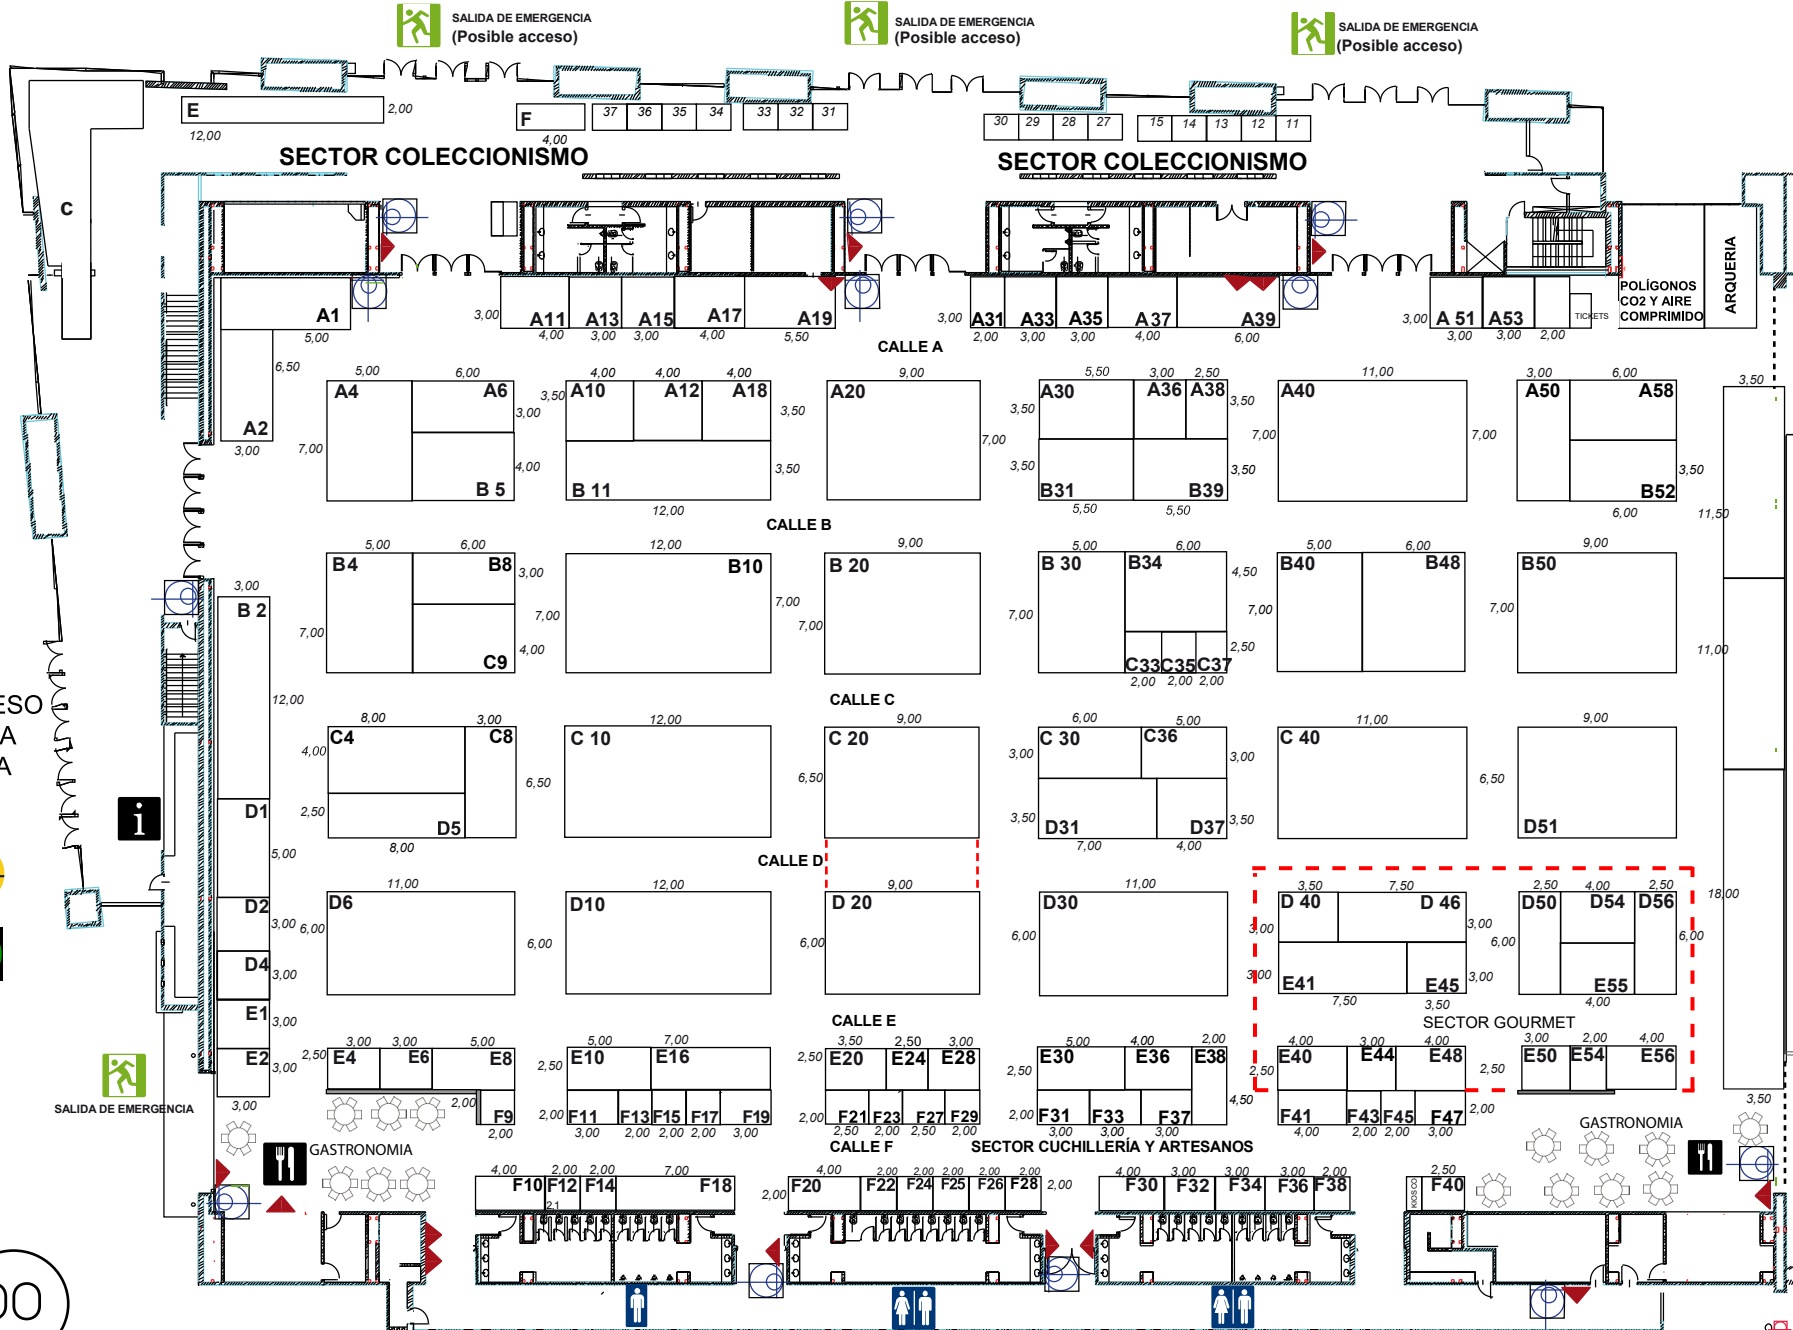 SALIDA DE EMERGENCIA
(Posible acceso)
SALIDA DE EMERGENCIA
(Posible acceso)
SALIDA DE EMERGENCIA
(Posible acceso)
E 2,00
12,00
F
4,00
37 36 35 34 33 32 31
30 29 28 27 15 14 13 12 11
SECTOR COLECCIONISMO
SECTOR COLECCIONISMO
C
POLÍGONOS
CO2 Y AIRE
COMPRIMIDO
ARQUERIA
TICKETS
A1 3,00 A11 A13 A15 A17 A19 3,00 A31 A33 A35 A37 A39 3,00 A 51 A53
5,00 4,00 3,00 3,00 4,00 5,50 2,00 3,00 3,00 4,00 6,00 3,00 3,00 2,00
CALLE A
6,50
A2
3,00
5,00 6,00 4,00 4,00 4,00 9,00 5,50 3,00 2,50 11,00 3,00 6,00 3,50
A4 A6 3,50 A10 A12 A18 A20 A30 A36 A38 3,50 A40 A50 A58
3,00 3,50 3,50
7,00 7,00 7,00 7,00
4,00 3,50 3,50 3,50 3,50
B 5 B 11 B31 B39 B52
12,00 5,50 5,50 6,00 11,50
CALLE B
5,00 6,00 12,00 9,00 5,00 6,00 5,00 6,00 9,00
B4 B8 3,00 B10 B 20 B 30 B34 4,50 B40 B48 B50
3,00
B 2
7,00 7,00 7,00 7,00 7,00
7,00 7,00
4,00 2,50 11,00
C9 C33 C35 C37
2,00 2,00 2,00
12,00
CALLE C
8,00 3,00 12,00 9,00 6,00 5,00 11,00 9,00
ESO
A
A
C4 C8 C 10 C 20 C 30 C36 C 40
4,00 3,00 3,00
6,50 6,50 6,50
i
D1 2,50 3,50 3,50
D5 D31 D37 D51
8,00 7,00 4,00
5,00
CALLE D
11,00 12,00 9,00 11,00 3,50 7,50 2,50 4,00 2,50 18,00
D2 D6 D10 D 20 D30 D 40 D 46 D50 D54 D56
3,00 6,00 6,00 6,00 6,00 3,00 3,00 6,00 6,00
D4 3,00 3,00 3,00
E41 E45 E55
7,50 3,50 4,00
E1 3,00
CALLE E
SECTOR GOURMET
3,00 3,00 5,00 5,00 7,00 3,50 2,50 3,00 5,00 4,00 2,00 4,00 3,00 4,00 3,00 2,00 4,00
E2 3,00 2,50 E4 E6 E8 2,50 E10 E16 2,50 E20 E24 E28 2,50 E30 E36 E38 2,50 E40 E44 E48 2,50 E50 E54 E56
3,00
2,00 F9 2,00 F11 F13 F15 F17 F19 2,00 F21 F23 F27 F29 2,00 F31 F33 F37 4,50 F41 F43 F45 F47 2,00 3,50
2,00 3,00 2,00 2,00 2,00 3,00 2,50 2,00 2,50 2,00 3,00 3,00 3,00 4,00 2,00 2,00 3,00
SALIDA DE EMERGENCIA
GASTRONOMIA
CALLE F
SECTOR CUCHILLERÍA Y ARTESANOS
GASTRONOMIA
4,00 2,00 2,00 7,00 4,00 2,00 2,00 2,00 2,00 2,00 4,00 3,00 3,00 3,00 2,00 2,50
F10 F12 F14 F18 2,00 F20 F22 F24 F25 F26 F28 2,00 F30 F32 F34 F36 F38 F40
2,1
KIOSCO
00